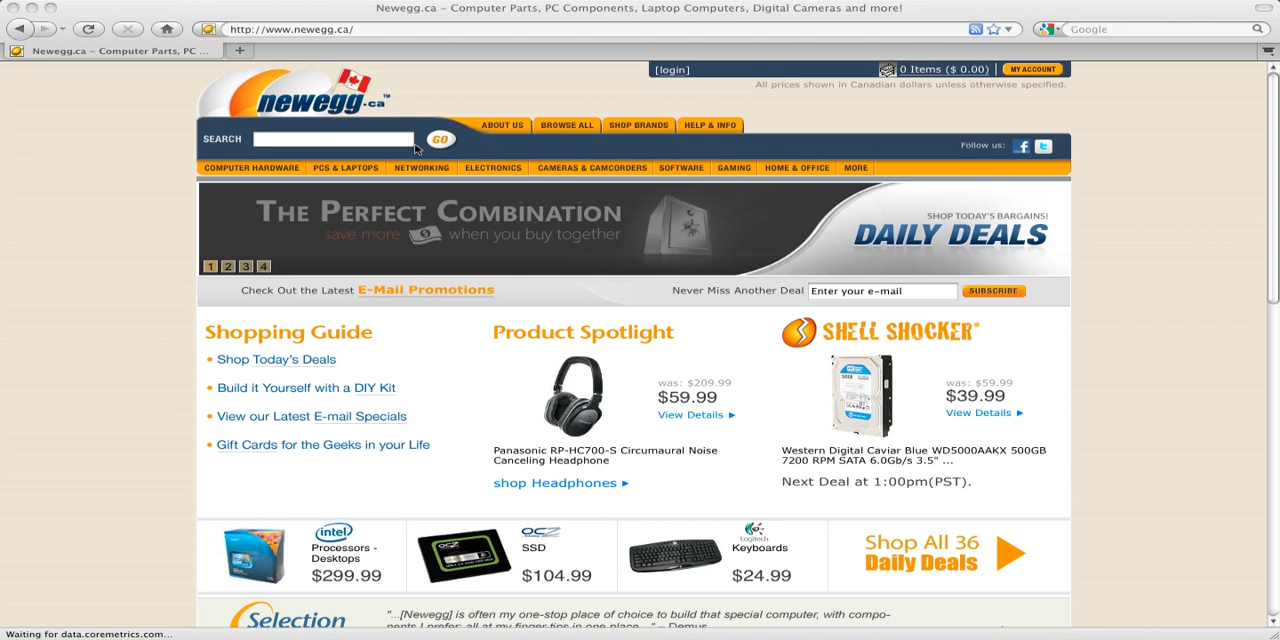 Newegg.ca – Computer Parts, PC Components, Laptop Computers, Digital Cameras and more!
http://www.newegg.ca/
Google
Newegg.ca – Computer Parts, PC ...
[login]
0 Items ($ 0.00)
MY ACCOUNT
All prices shown in Canadian dollars unless otherwise specified.
newegg.ca™
ABOUT US
BROWSE ALL
SHOP BRANDS
HELP & INFO
SEARCH
GO
Follow us:
COMPUTER HARDWARE
PCS & LAPTOPS
NETWORKING
ELECTRONICS
CAMERAS & CAMCORDERS
SOFTWARE
GAMING
HOME & OFFICE
MORE
THE PERFECT COMBINATION
save more when you buy together
SHOP TODAY'S BARGAINS!
DAILY DEALS
1 2 3 4
Check Out the Latest E-Mail Promotions
Never Miss Another Deal
Enter your e-mail
SUBSCRIBE
Shopping Guide
• Shop Today's Deals
• Build it Yourself with a DIY Kit
• View our Latest E-mail Specials
• Gift Cards for the Geeks in your Life
Product Spotlight
was: $209.99
$59.99
View Details
Panasonic RP-HC700-S Circumaural Noise
Canceling Headphone
shop Headphones
SHELL SHOCKER®
was: $59.99
$39.99
View Details
Western Digital Caviar Blue WD5000AAKX 500GB
7200 RPM SATA 6.0Gb/s 3.5" ...
Next Deal at 1:00pm(PST).
intel
Processors -
Desktops
$299.99
OCZ
SSD
$104.99
Logitech
Keyboards
$24.99
Shop All 36
Daily Deals
Selection
"...[Newegg] is often my one-stop place of choice to build that special computer, with compo-
nents I prefer; all my finger tips in one place..." – Demus
Waiting for data.coremetrics.com...